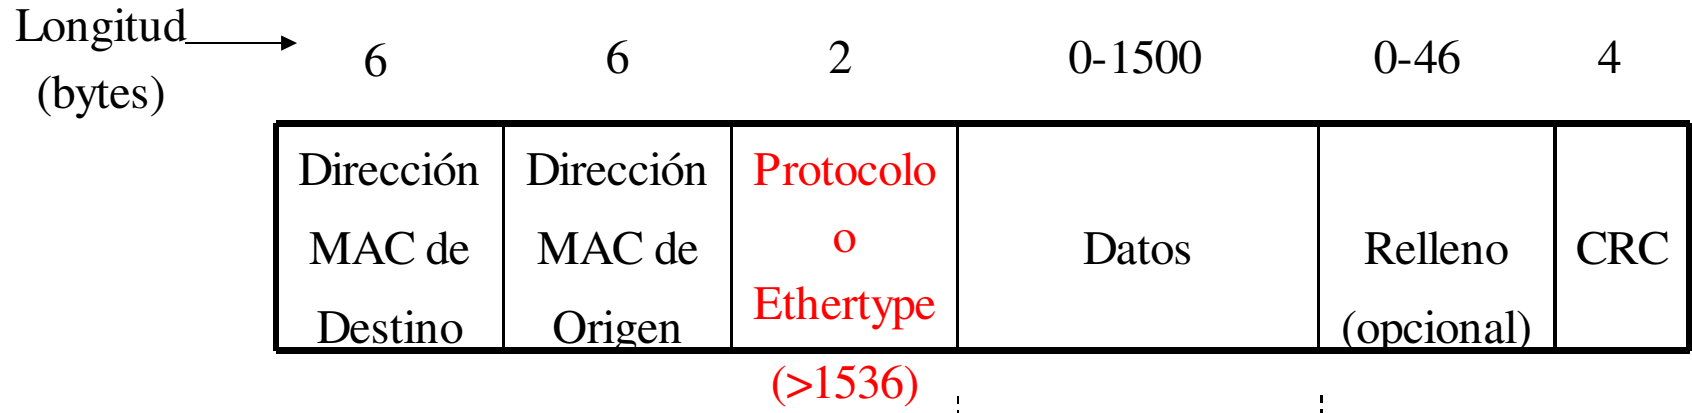 Longitud
(bytes)
6 6 2 0-1500 0-46 4
Dirección MAC de Destino
Dirección MAC de Origen
Protocolo o Ethertype (>1536)
Datos
Relleno (opcional)
CRC